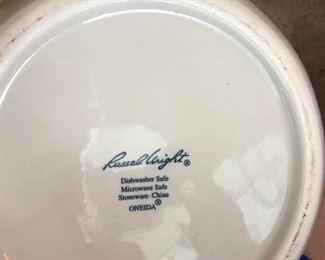 Russel Wright®
Dishwasher Safe
Microwave Safe
Stoneware-China
ONEIDA®